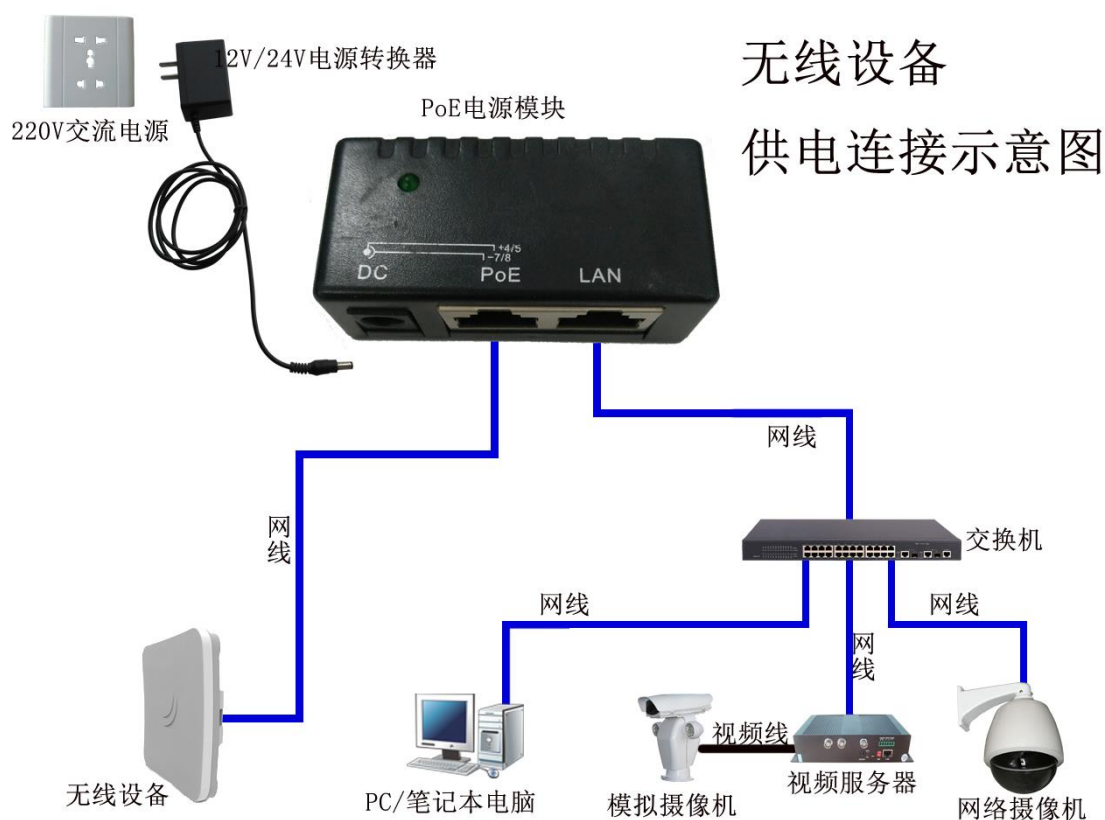 无线设备
供电连接示意图
12V/24V电源转换器
220V交流电源
PoE电源模块
+4/5
-7/8
DC
PoE
LAN
网线
网线
交换机
网线
网线
网线
视频线
无线设备
PC/笔记本电脑
模拟摄像机
视频服务器
网络摄像机